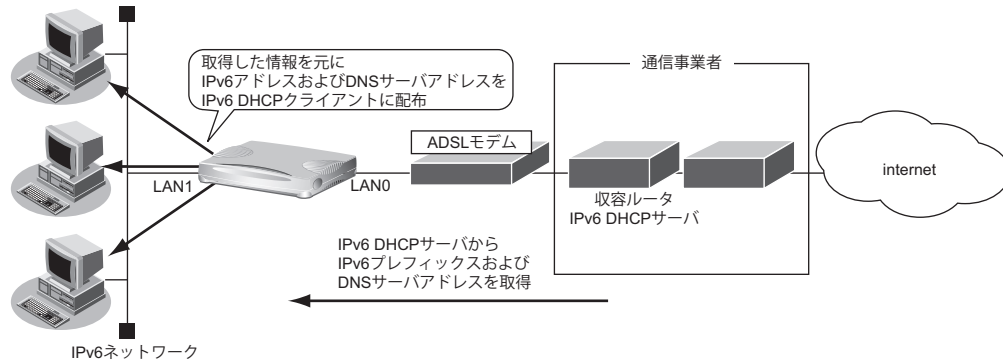 取得した情報を元に
IPv6アドレスおよびDNSサーバアドレスを
IPv6 DHCPクライアントに配布
通信事業者
ADSLモデム
internet
LAN1
LAN0
収容ルータ
IPv6 DHCPサーバ
IPv6 DHCPサーバから
IPv6プレフィックスおよび
DNSサーバアドレスを取得
IPv6ネットワーク